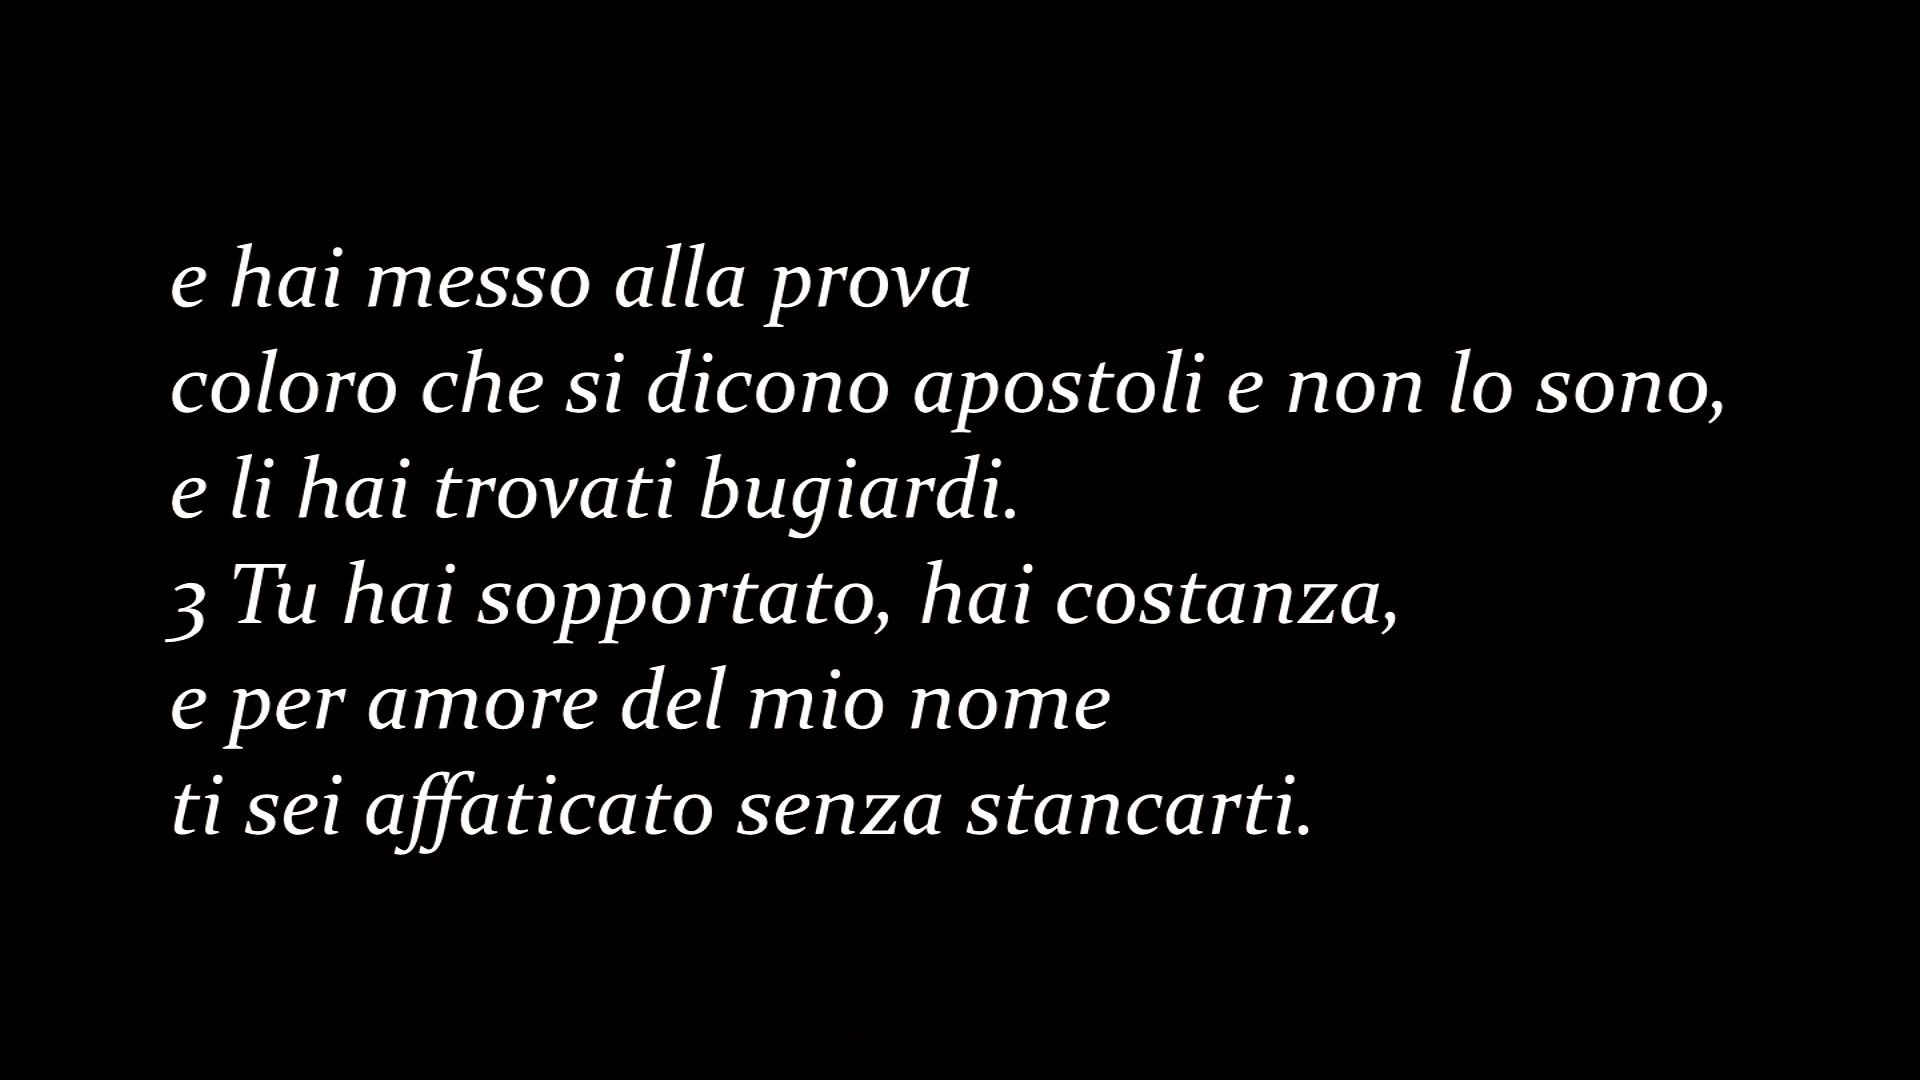 e hai messo alla prova
coloro che si dicono apostoli e non lo sono,
e li hai trovati bugiardi.
3 Tu hai sopportato, hai costanza,
e per amore del mio nome
ti sei affaticato senza stancarti.